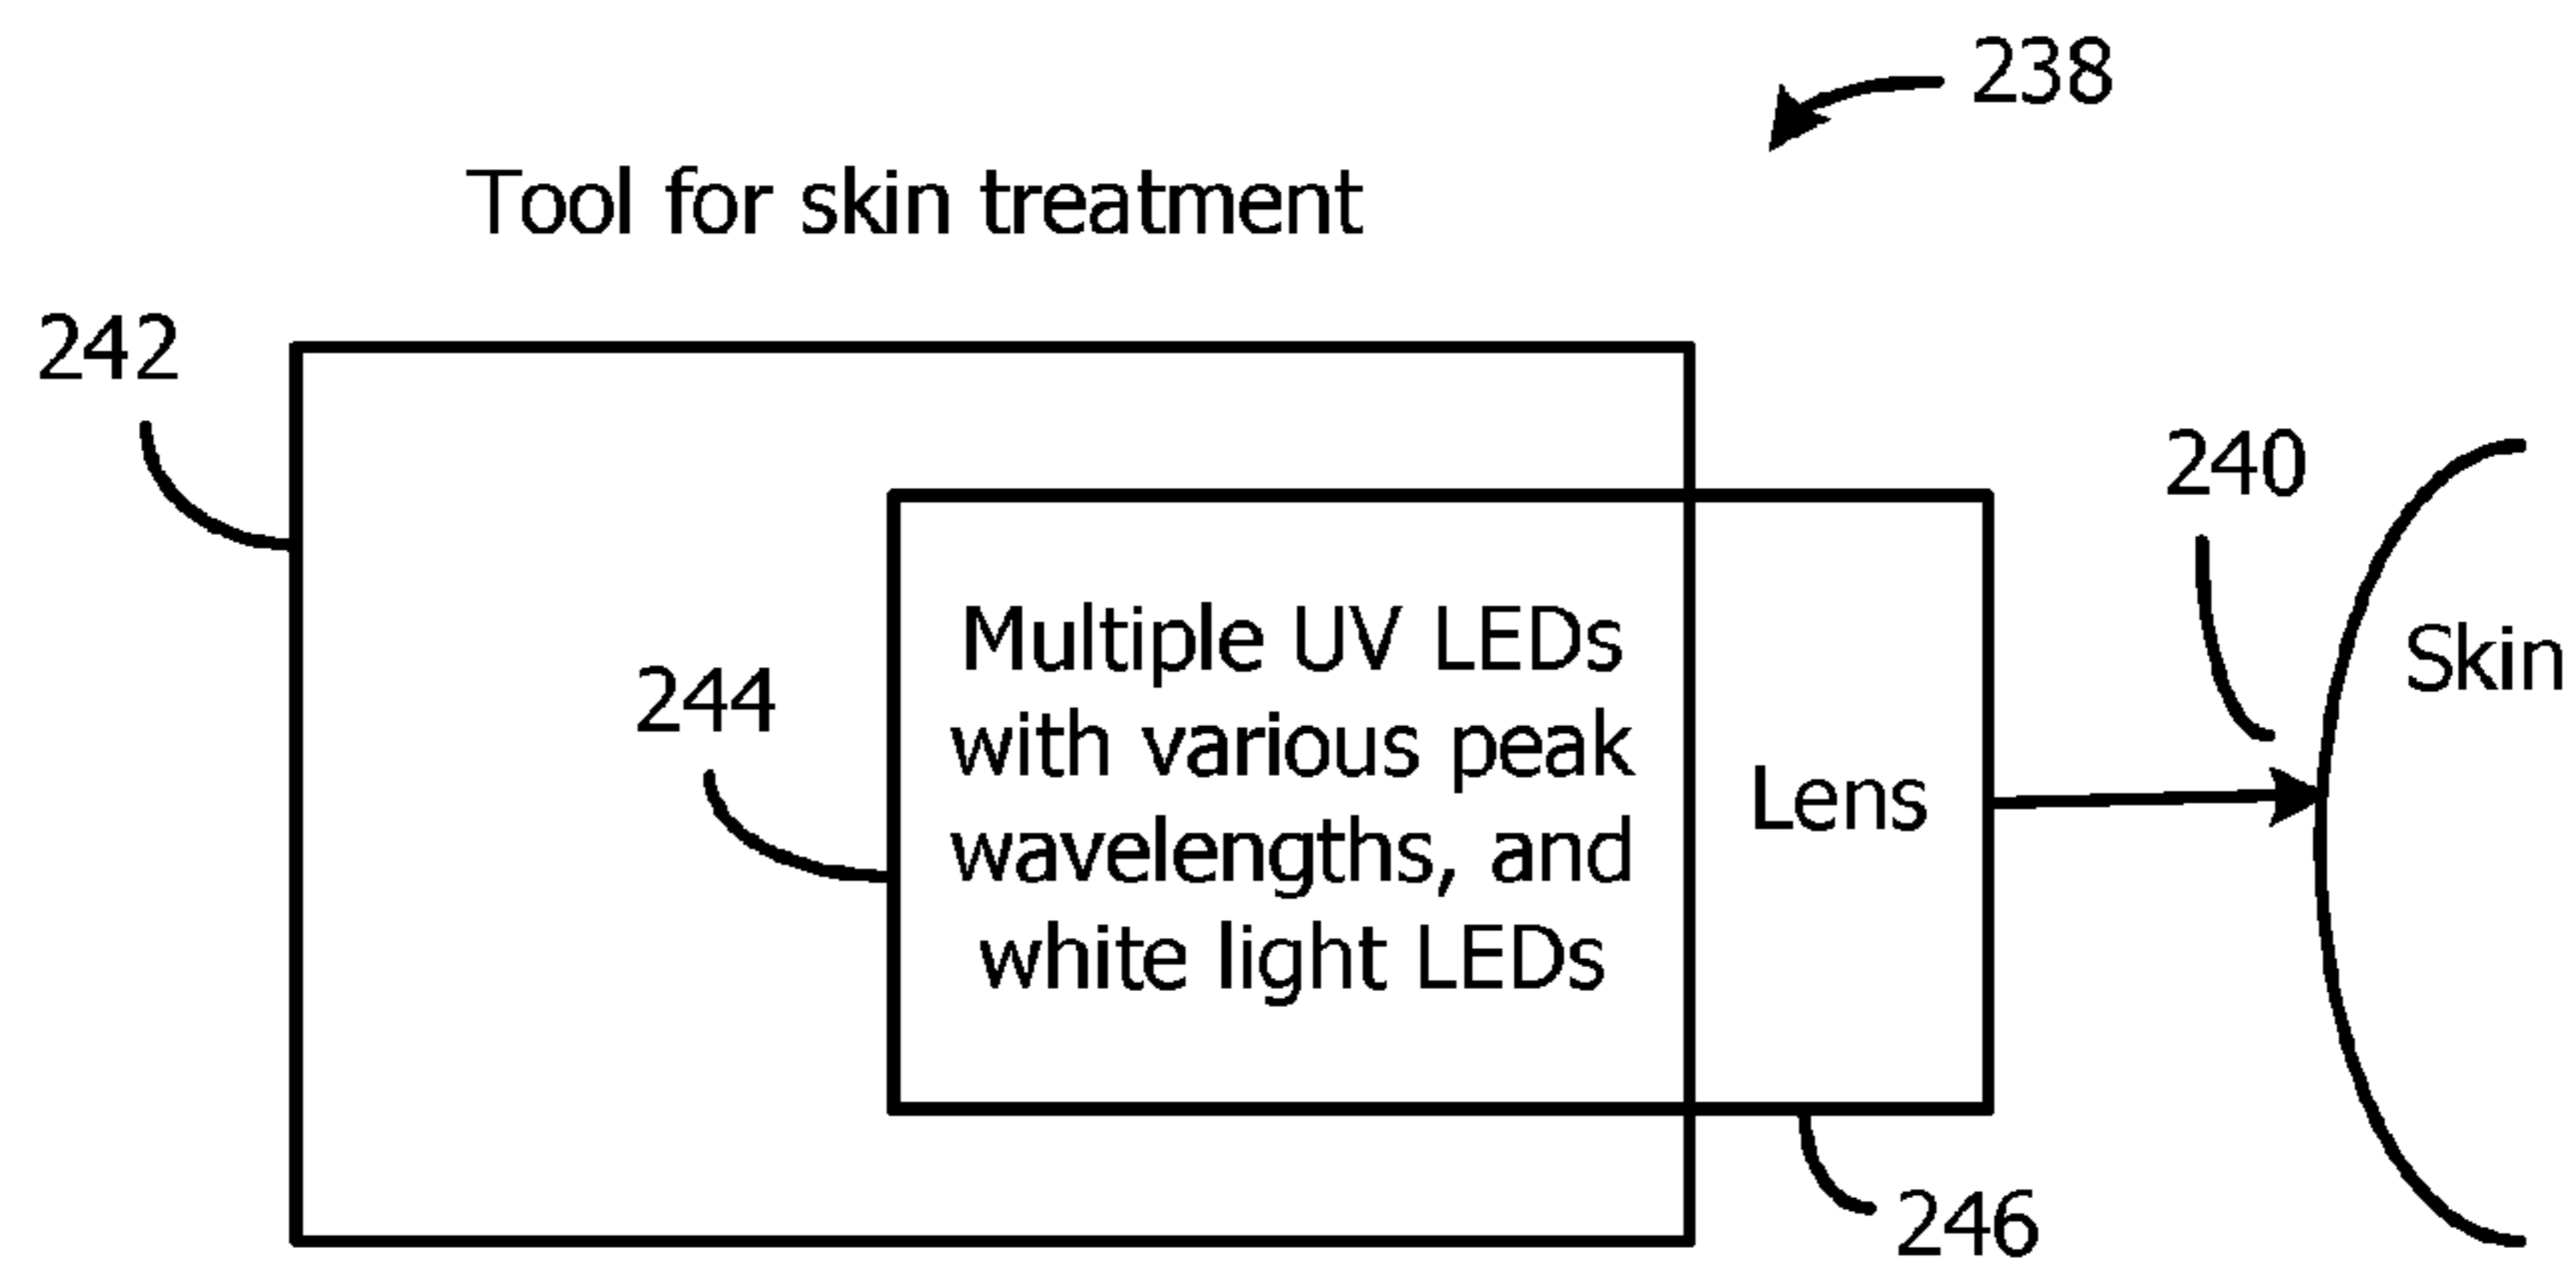 238
Tool for skin treatment
242
240
Multiple UV LEDs
with various peak
wavelengths, and
white light LEDs
244
Lens
Skin
246